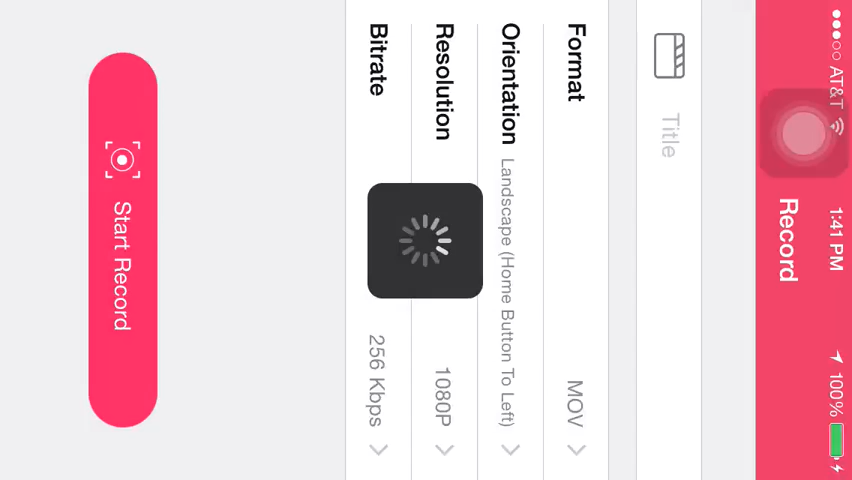 AT&T 1:41 PM 100%
Record
Title
Format MOV
Orientation Landscape (Home Button To Left)
Resolution 1080P
Bitrate 256 Kbps
Start Record